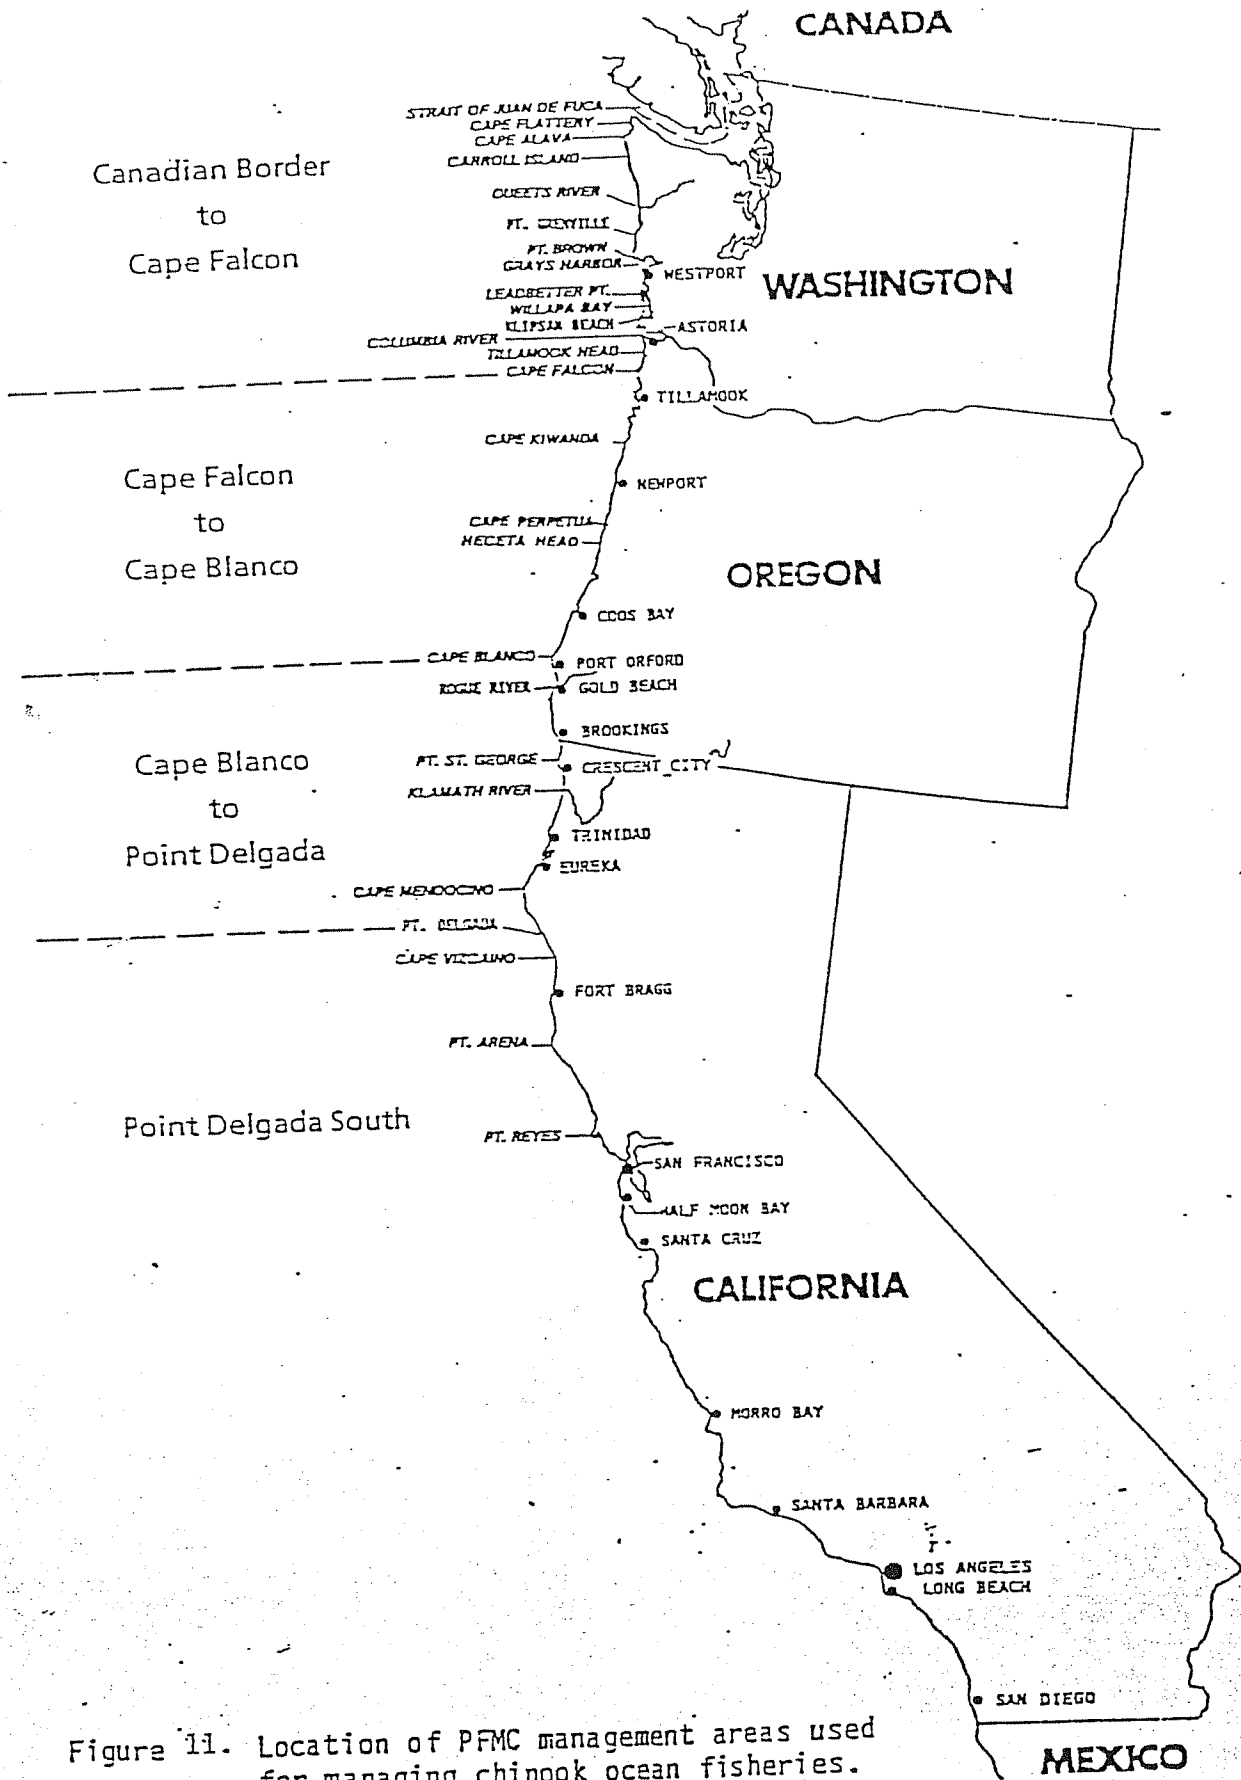 CANADA
STRAIT OF JUAN DE FUCA
CAPE FLATTERY
CAPE ALAVA
CARROLL ISLAND
Canadian Border
to
Cape Falcon
QUEETS RIVER
PT. GRENVILLE
PT. BROWN
GRAYS HARBOR
WESTPORT
WASHINGTON
LEADBETTER PT.
WILLAPA BAY
KLIPSAN BEACH
ASTORIA
COLUMBIA RIVER
TILLAMOCK HEAD
CAPE FALCON
TILLAMOOK
CAPE KIWANDA
Cape Falcon
to
Cape Blanco
NEWPORT
CAPE PERPETUA
HECETA HEAD
OREGON
COOS BAY
CAPE BLANCO
PORT ORFORD
ROGUE RIVER
GOLD BEACH
BROOKINGS
Cape Blanco
to
Point Delgada
PT. ST. GEORGE
CRESCENT CITY
KLAMATH RIVER
TRINIDAD
EUREKA
CAPE MENDOCINO
PT. DELGADA
CAPE VIZCAINO
FORT BRAGG
PT. ARENA
Point Delgada South
PT. REYES
SAN FRANCISCO
HALF MOON BAY
SANTA CRUZ
CALIFORNIA
MORRO BAY
SANTA BARBARA
LOS ANGELES
LONG BEACH
SAN DIEGO
MEXICO
Figure 11. Location of PFMC management areas used
for managing chinook ocean fisheries.